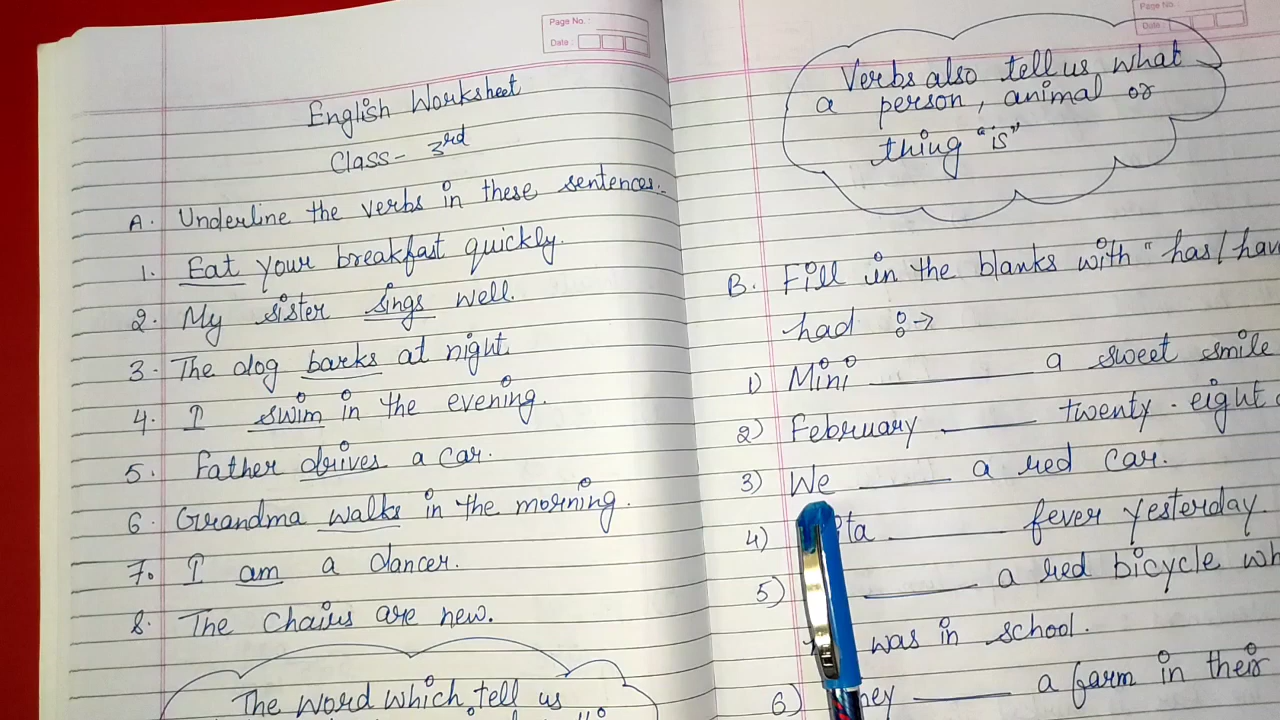 Page No. :
Date :
English Worksheet
Class - 3rd
A. Underline the verbs in these sentences.
1. Eat your breakfast quickly.
2. My sister sings well.
3. The dog barks at night.
4. I swim in the evening.
5. Father drives a car.
6. Grandma walks in the morning.
7. I am a dancer.
8. The chairs are new.
The word which tell us
Page No. :
Date :
Verbs also tell us what
a person, animal or
thing "is"
B. Fill in the blanks with "has/hav
had :→
1) Mini ______ a sweet smile
2) February ______ twenty-eight
3) We ______ a red car.
4) ta ______ fever yesterday.
5) ______ a red bicycle wh
was in school.
6) hey ______ a farm in their